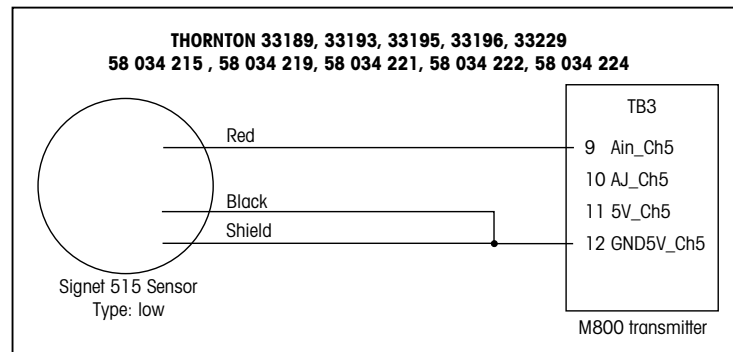 THORNTON 33189, 33193, 33195, 33196, 33229
58 034 215 , 58 034 219, 58 034 221, 58 034 222, 58 034 224
TB3
Red
9 Ain_Ch5
10 AJ_Ch5
Black
11 5V_Ch5
Shield
12 GND5V_Ch5
Signet 515 Sensor
Type: low
M800 transmitter